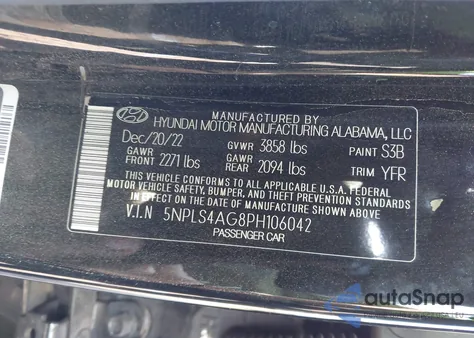 MANUFACTURED BY
HYUNDAI MOTOR MANUFACTURING ALABAMA, LLC
Dec/20/22 GVWR 3858 lbs PAINT S3B
GAWR FRONT 2271 lbs GAWR REAR 2094 lbs TRIM YFR
THIS VEHICLE CONFORMS TO ALL APPLICABLE U.S.A. FEDERAL
MOTOR VEHICLE SAFETY, BUMPER, AND THEFT PREVENTION STANDARDS
IN EFFECT ON THE DATE OF MANUFACTURE SHOWN ABOVE.
V.I.N 5NPLS4AG8PH106042
PASSENGER CAR
autoSnap